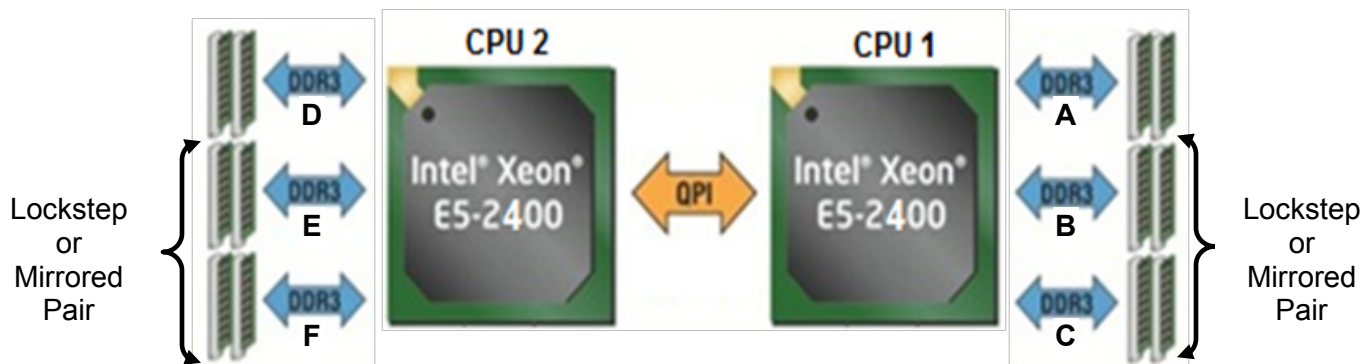 CPU 2
CPU 1
DDR3
D
DDR3
E
DDR3
F
Lockstep
or
Mirrored
Pair
Intel® Xeon®
E5-2400
QPI
Intel® Xeon®
E5-2400
DDR3
A
DDR3
B
DDR3
C
Lockstep
or
Mirrored
Pair